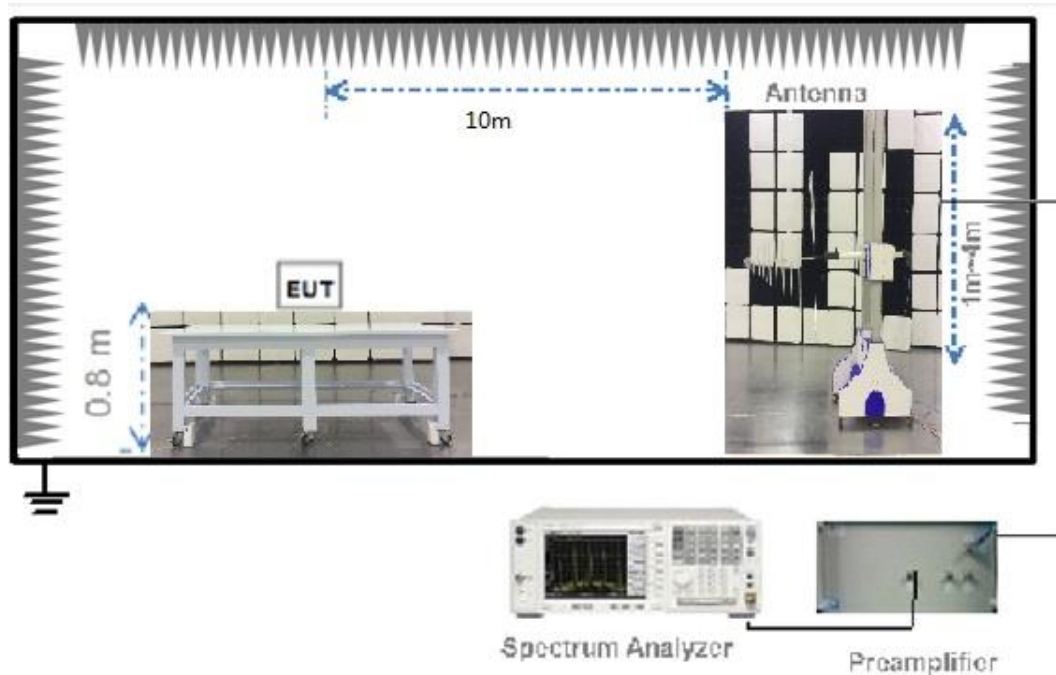 10m
Antenna
1m~4m
EUT
0.8 m
Spectrum Analyzer
Preamplifier